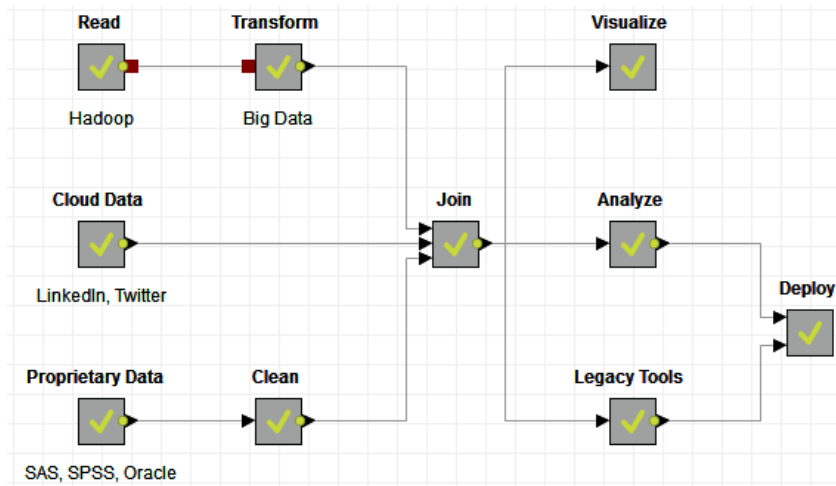 Read
Transform
Visualize
Hadoop
Big Data
Cloud Data
Join
Analyze
LinkedIn, Twitter
Deploy
Proprietary Data
Clean
Legacy Tools
SAS, SPSS, Oracle